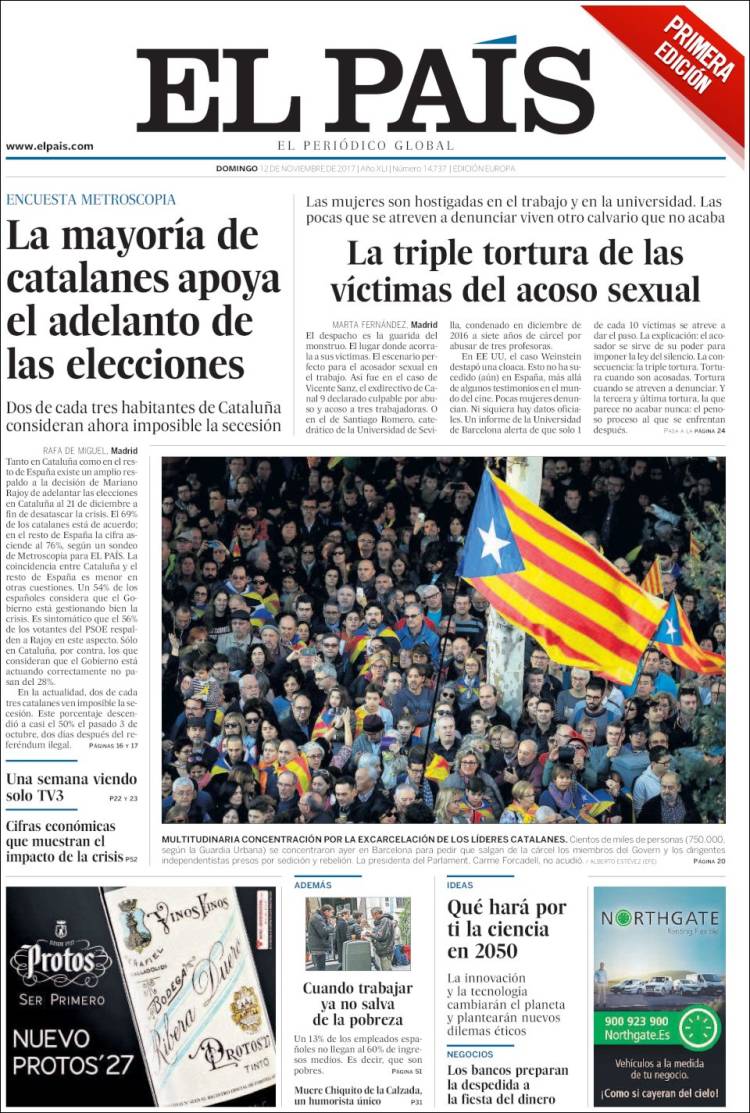 PRIMERA
EDICIÓN
EL PAÍS
www.elpais.com
EL PERIÓDICO GLOBAL
DOMINGO 12 DE NOVIEMBRE DE 2017 | Año XLI | Número 14.737 | EDICIÓN EUROPA
ENCUESTA METROSCOPIA
La mayoría de
catalanes apoya
el adelanto de
las elecciones
Dos de cada tres habitantes de Cataluña
consideran ahora imposible la secesión
RAFA DE MIGUEL, Madrid
Tanto en Cataluña como en el res-
to de España existe un amplio res-
paldo a la decisión de Mariano
Rajoy de adelantar las elecciones
en Cataluña al 21 de diciembre a
fin de desatascar la crisis. El 69%
de los catalanes está de acuerdo;
en el resto de España la cifra as-
ciende al 76%, según un sondeo
de Metroscopia para EL PAÍS. La
coincidencia entre Cataluña y el
resto de España es menor en
otras cuestiones. Un 54% de los
españoles considera que el Go-
bierno está gestionando bien la
crisis. Es sintomático que el 56%
de los votantes del PSOE respal-
den a Rajoy en este aspecto. Sólo
en Cataluña, por contra, los que
consideran que el Gobierno está
actuando correctamente no pa-
san del 28%.
En la actualidad, dos de cada
tres catalanes ven imposible la se-
cesión. Este porcentaje descen-
dió a casi el 50% el pasado 3 de
octubre, dos días después del re-
feréndum ilegal. PÁGINAS 16 Y 17
Una semana viendo
solo TV3 P22 Y 23
Cifras económicas
que muestran el
impacto de la crisis P52
Las mujeres son hostigadas en el trabajo y en la universidad. Las
pocas que se atreven a denunciar viven otro calvario que no acaba
La triple tortura de las
víctimas del acoso sexual
MARTA FERNÁNDEZ, Madrid
El despacho es la guarida del
monstruo. El lugar donde acorra-
la a sus víctimas. El escenario per-
fecto para el acosador sexual en
el trabajo. Así fue en el caso de
Vicente Sanz, el exdirectivo de Ca-
nal 9 declarado culpable por abu-
so y acoso a tres trabajadoras. O
en el de Santiago Romero, cate-
drático de la Universidad de Sevi-
lla, condenado en diciembre de
2016 a siete años de cárcel por
abusar de tres profesoras.
En EE UU, el caso Weinstein
destapó una cloaca. Esto no ha su-
cedido (aún) en España, más allá
de algunos testimonios en el mun-
do del cine. Pocas mujeres denun-
cian. Ni siquiera hay datos oficia-
les. Un informe de la Universidad
de Barcelona alerta de que solo 1
de cada 10 víctimas se atreve a
dar el paso. La explicación: el aco-
sador se sirve de su poder para
imponer la ley del silencio. La con-
secuencia: la triple tortura. Tortu-
ra cuando son acosadas. Tortura
cuando se atreven a denunciar. Y
la tercera y última tortura, la que
parece no acabar nunca: el peno-
so proceso al que se enfrentan
después. PASA A LA PÁGINA 24
MULTITUDINARIA CONCENTRACIÓN POR LA EXCARCELACIÓN DE LOS LÍDERES CATALANES. Cientos de miles de personas (750.000,
según la Guardia Urbana) se concentraron ayer en Barcelona para pedir que salgan de la cárcel los miembros del Govern y los dirigentes
independentistas presos por sedición y rebelión. La presidenta del Parlament, Carme Forcadell, no acudió. / ALBERTO ESTÉVEZ (EFE) PÁGINA 20
DESDE 1927
Protos
SER PRIMERO
NUEVO
PROTOS'27
VINOS FINOS
PEÑAFIEL
VALLADOLID
BODEGA
Ribera Duero
PROTOS'27
TINTO
ADEMÁS
Cuando trabajar
ya no salva
de la pobreza
Un 13% de los empleados espa-
ñoles no llegan al 60% de ingre-
sos medios. Es decir, que son
pobres. PÁGINA 51
Muere Chiquito de la Calzada,
un humorista único P31
IDEAS
Qué hará por
ti la ciencia
en 2050
La innovación
y la tecnología
cambiarán el planeta
y plantearán nuevos
dilemas éticos
NEGOCIOS
Los bancos preparan
la despedida a
la fiesta del dinero
NORTHGATE
Renting Flexible
900 923 900
Northgate.Es
Vehículos a la medida
de tu negocio.
¡Como si cayeran del cielo!